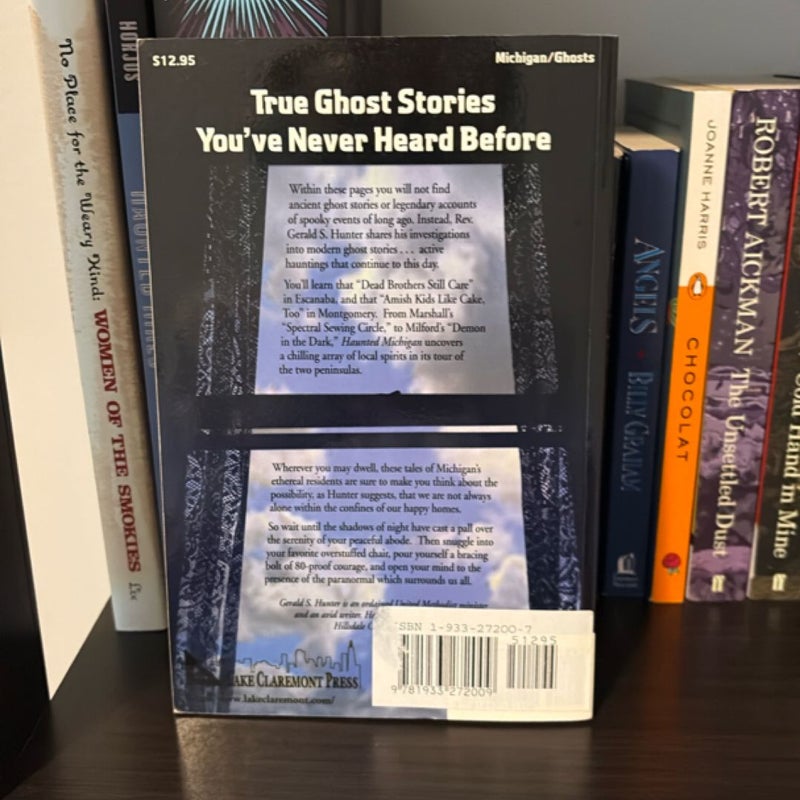 No Place for the Weary Kind: WOMEN OF THE SMOKIES
$12.95
Michigan/Ghosts
True Ghost Stories
You've Never Heard Before
Within these pages you will not find
ancient ghost stories or legendary accounts
of spooky events of long ago. Instead, Rev.
Gerald S. Hunter shares his investigations
into modern ghost stories . . . active
hauntings that continue to this day.
You'll learn that "Dead Brothers Still Care"
in Escanaba, and that "Amish Kids Like Cake,
Too" in Montgomery. From Marshall's
"Spectral Sewing Circle," to Milford's "Demon
in the Dark," Haunted Michigan uncovers
a chilling array of local spirits in its tour of
the two peninsulas.
Wherever you may dwell, these tales of Michigan's
ethereal residents are sure to make you think about the
possibility, as Hunter suggests, that we are not always
alone within the confines of our happy homes.
So wait until the shadows of night have cast a pall over
the serenity of your peaceful abode. Then snuggle into
your favorite overstuffed chair, pour yourself a bracing
bolt of 80-proof courage, and open your mind to the
presence of the paranormal which surrounds us all.
Gerald S. Hunter is an ordained United Methodist minister
and an avid writer. He
Hillsdale C
LAKE CLAREMONT PRESS
www.lakeclaremont.com/
ISBN 1-933-27200-7
51295
9 781933 272009
ANGELS BILLY GRAHAM
JOANNE HARRIS CHOCOLAT
ROBERT AICKMAN The Unsettled Dust
Cold Hand in Mine